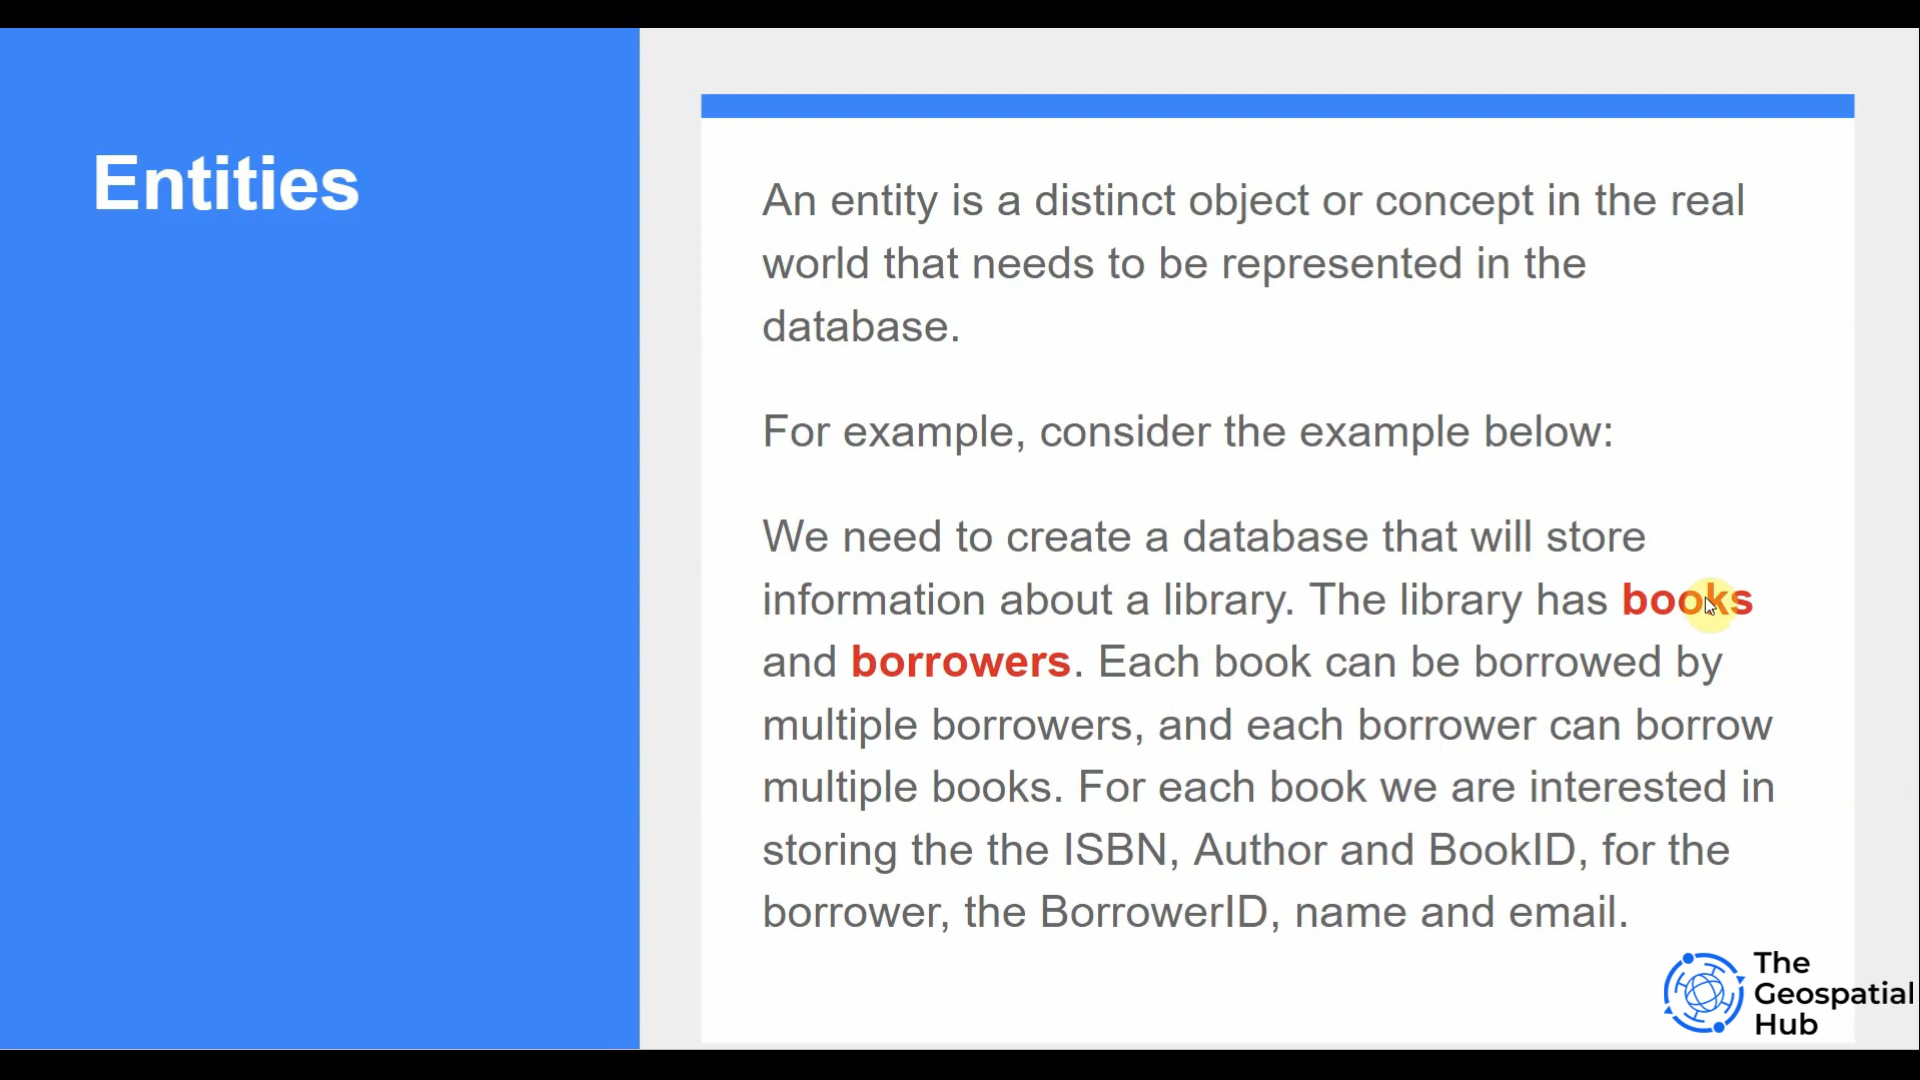 Entities
An entity is a distinct object or concept in the real
world that needs to be represented in the
database.
For example, consider the example below:
We need to create a database that will store
information about a library. The library has books
and borrowers. Each book can be borrowed by
multiple borrowers, and each borrower can borrow
multiple books. For each book we are interested in
storing the the ISBN, Author and BookID, for the
borrower, the BorrowerID, name and email.
The
Geospatial
Hub